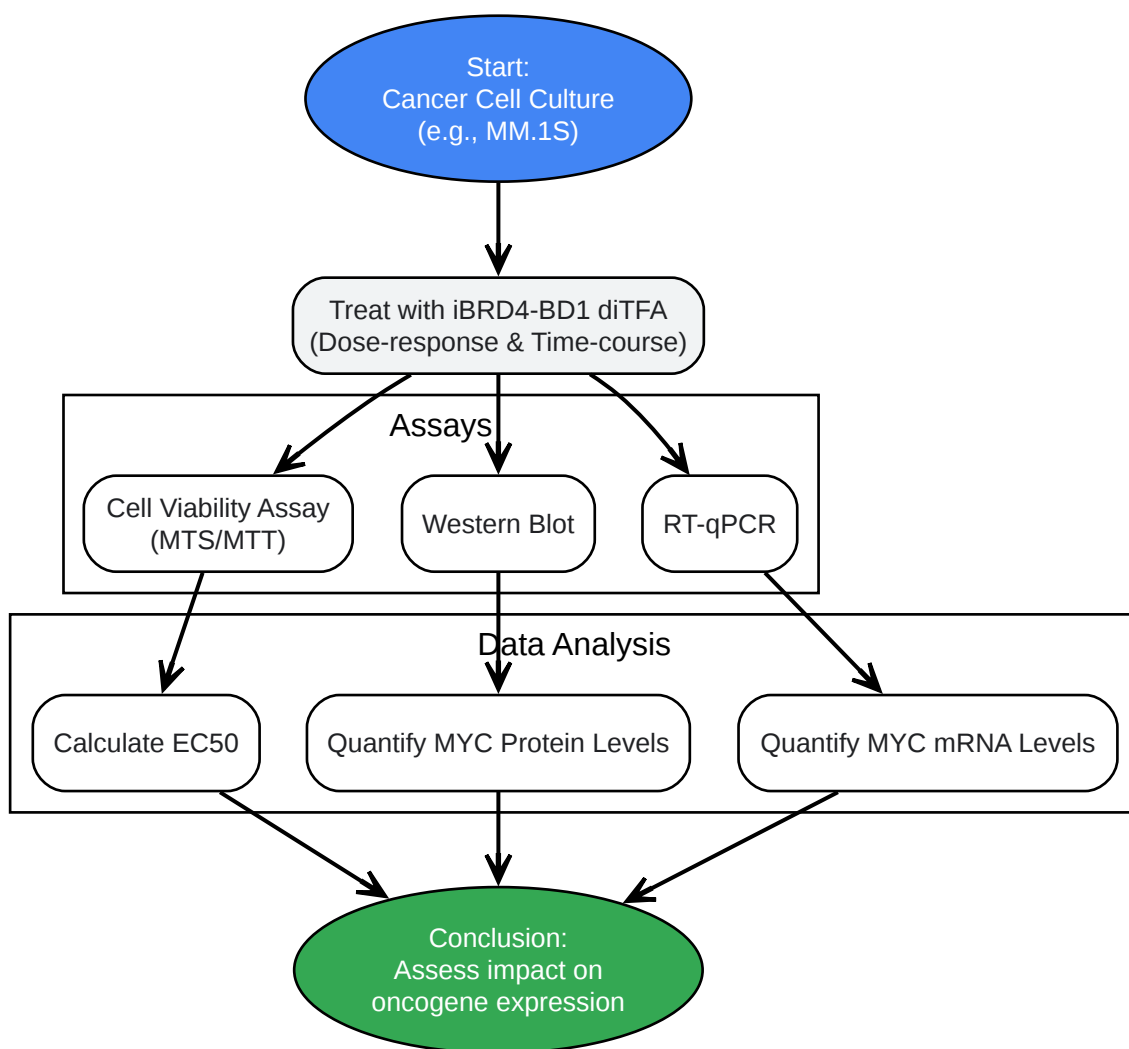 Start:
Cancer Cell Culture
(e.g., MM.1S)
Treat with iBRD4-BD1 diTFA
(Dose-response & Time-course)
Assays
Cell Viability Assay
(MTS/MTT)
Western Blot
RT-qPCR
Data Analysis
Calculate EC50
Quantify MYC Protein Levels
Quantify MYC mRNA Levels
Conclusion:
Assess impact on
oncogene expression